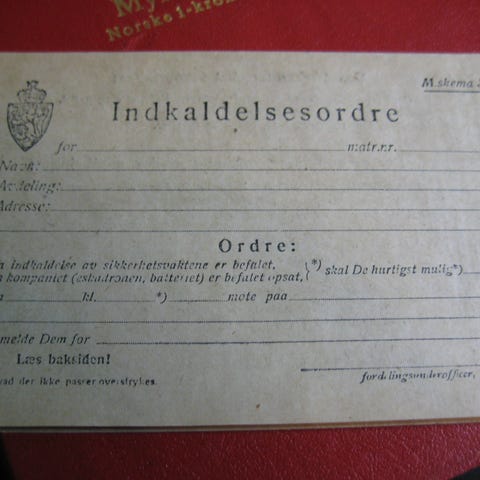 Norske 1-kron
M.skema
Indkaldelsesordre
for matr.nr.
Navn:
Avdeling:
Adresse:
Ordre:
indkaldelse av sikkerhetsvaktene er befalet,
kompaniet (eskadronen, batteriet) er befalet opsat,
*) skal De hurtigst mulig*)
kl. *) møte paa
melde Dem for
Læs baksiden!
der ikke passer overstrykes.
fordelingsunderofficer.